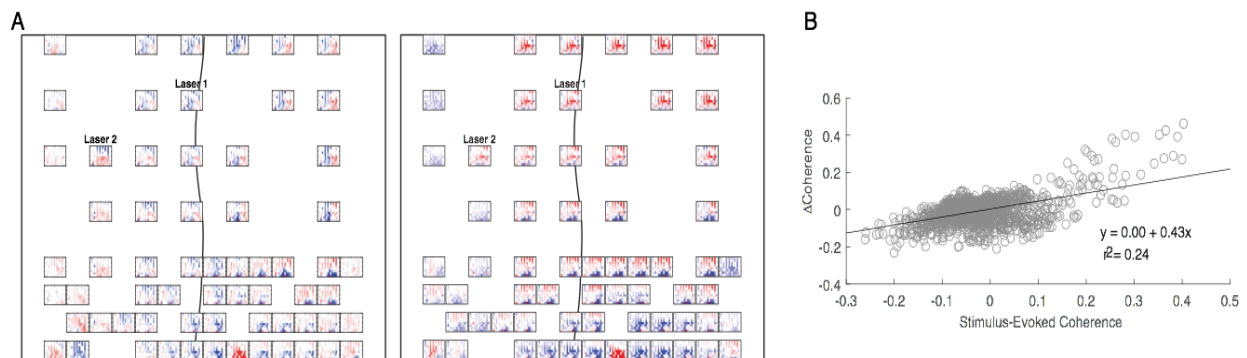 A
B
Laser 1
Laser 2
Laser 1
Laser 2
0.6
0.4
0.2
0
-0.2
-0.4
ΔCoherence
y = 0.00 + 0.43x
r²= 0.24
-0.3 -0.2 -0.1 0 0.1 0.2 0.3 0.4 0.5
Stimulus-Evoked Coherence